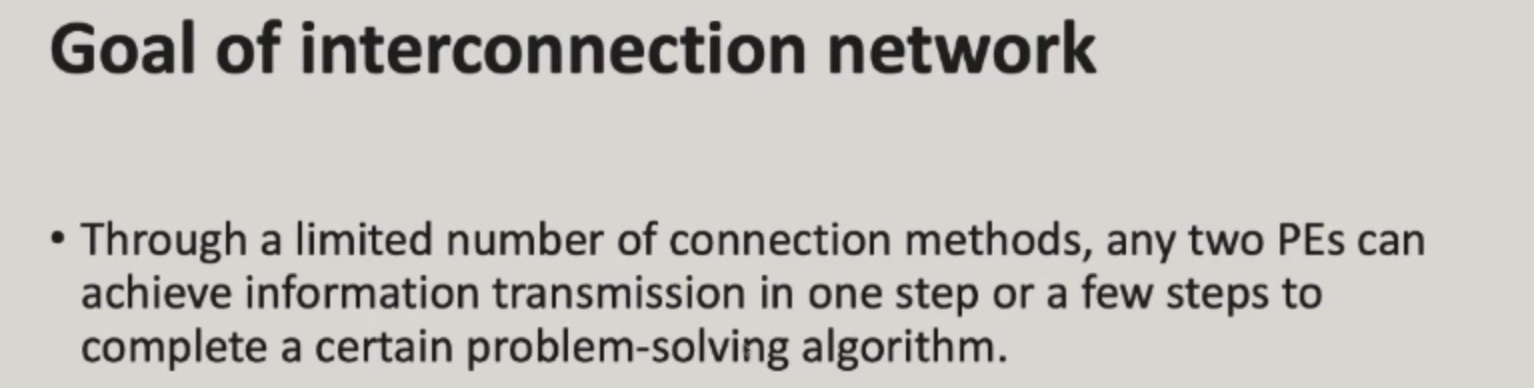 Goal of interconnection network
• Through a limited number of connection methods, any two PEs can
achieve information transmission in one step or a few steps to
complete a certain problem-solving algorithm.